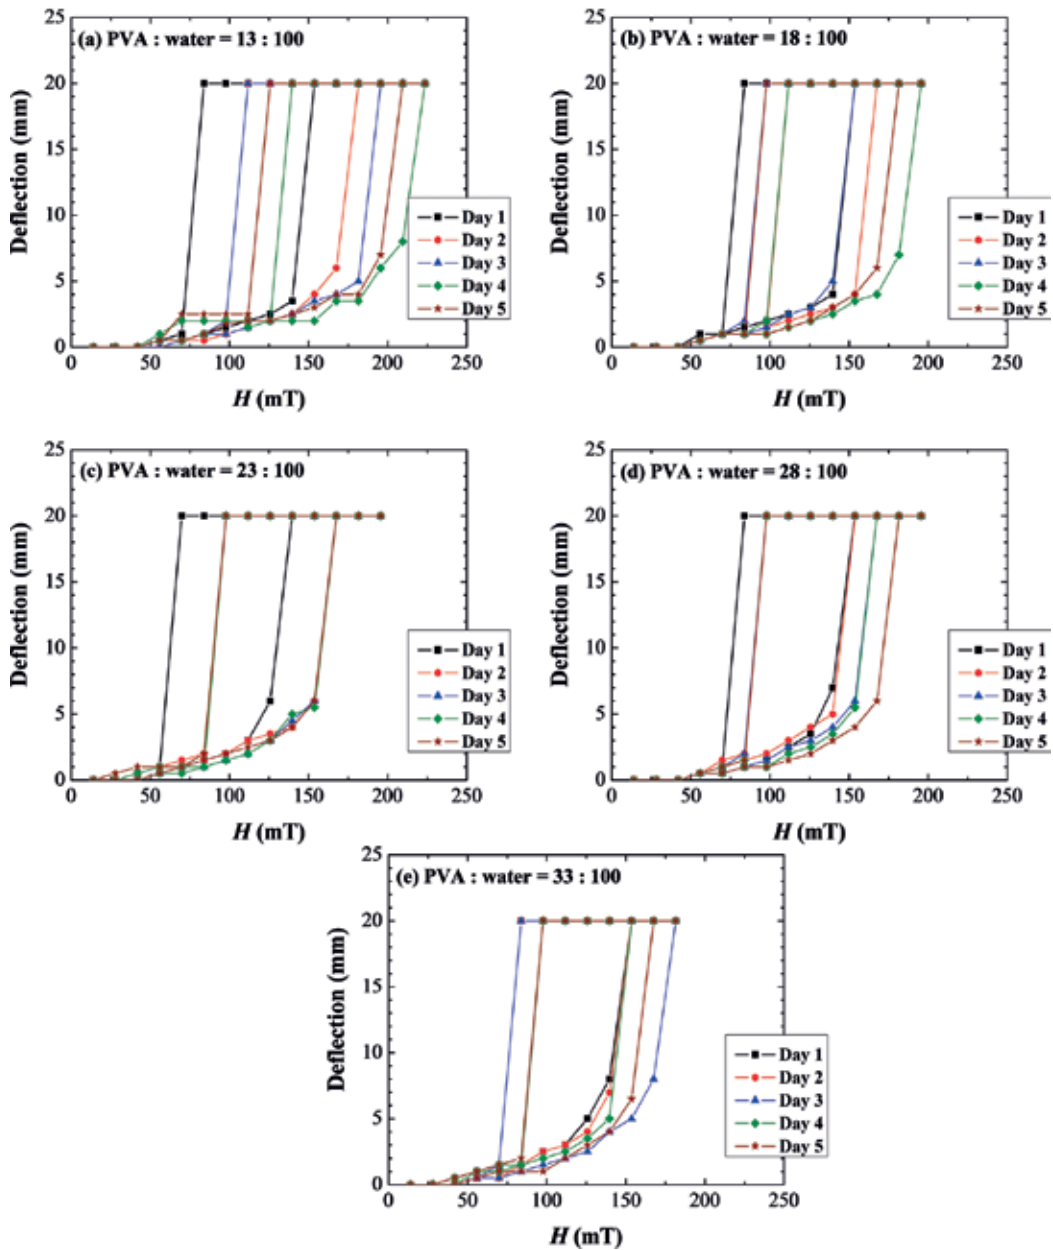 (a) PVA : water = 13 : 100
25
20
15
10
5
0
Deflection (mm)
Day 1
Day 2
Day 3
Day 4
Day 5
0 50 100 150 200 250
H (mT)
(b) PVA : water = 18 : 100
25
20
15
10
5
0
Deflection (mm)
Day 1
Day 2
Day 3
Day 4
Day 5
0 50 100 150 200 250
H (mT)
(c) PVA : water = 23 : 100
25
20
15
10
5
0
Deflection (mm)
Day 1
Day 2
Day 3
Day 4
Day 5
0 50 100 150 200 250
H (mT)
(d) PVA : water = 28 : 100
25
20
15
10
5
0
Deflection (mm)
Day 1
Day 2
Day 3
Day 4
Day 5
0 50 100 150 200 250
H (mT)
(e) PVA : water = 33 : 100
25
20
15
10
5
0
Deflection (mm)
Day 1
Day 2
Day 3
Day 4
Day 5
0 50 100 150 200 250
H (mT)